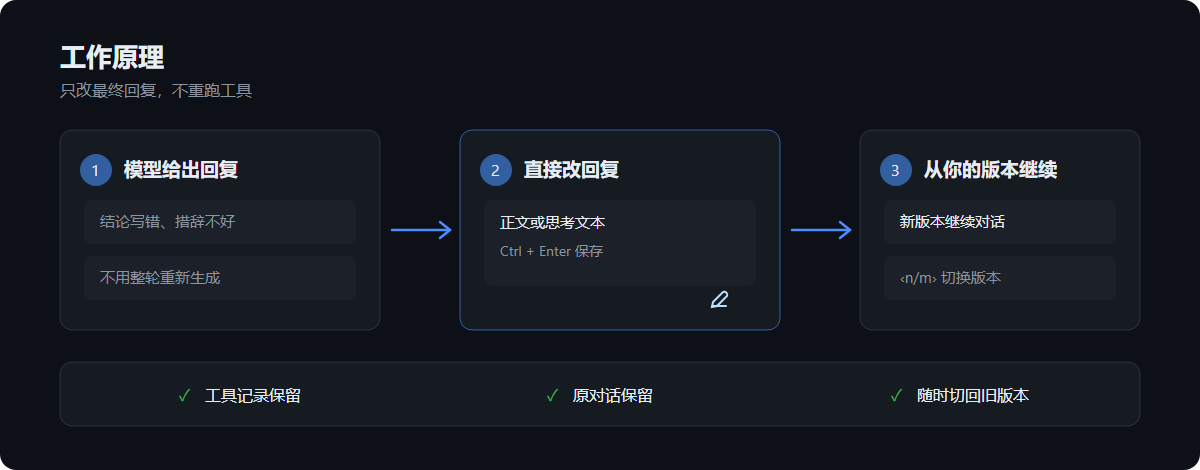 工作原理
只改最终回复，不重跑工具
1 模型给出回复
结论写错、措辞不好
不用整轮重新生成
2 直接改回复
正文或思考文本
Ctrl + Enter 保存
3 从你的版本继续
新版本继续对话
‹n/m› 切换版本
✓ 工具记录保留
✓ 原对话保留
✓ 随时切回旧版本